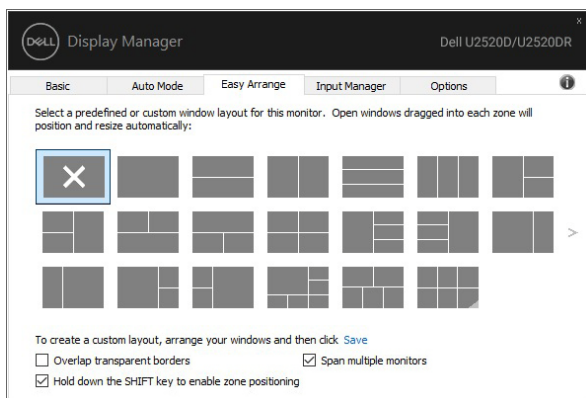 DELL Display Manager
Dell U2520D/U2520DR
x
Basic Auto Mode Easy Arrange Input Manager Options
Select a predefined or custom window layout for this monitor. Open windows dragged into each zone will
position and resize automatically:
>
To create a custom layout, arrange your windows and then click Save
Overlap transparent borders Span multiple monitors
Hold down the SHIFT key to enable zone positioning